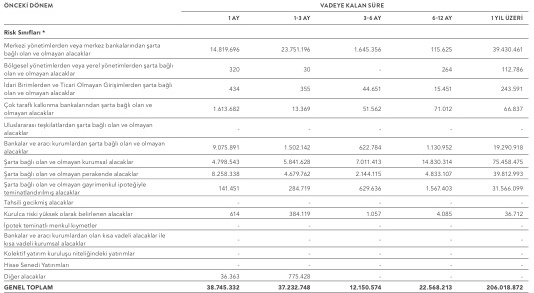 ÖNCEKİ DÖNEM VADEYE KALAN SÜRE
1 AY 1-3 AY 3-6 AY 6-12 AY 1 YIL ÜZERİ
Risk Sınıfları *
Merkezi yönetimlerden veya merkez bankalarından şarta
bağlı olan ve olmayan alacaklar 14.819.696 23.751.196 1.645.356 115.625 39.430.461
Bölgesel yönetimlerden veya yerel yönetimlerden şarta bağlı
olan ve olmayan alacaklar 320 30 - 264 112.786
İdari Birimlerden ve Ticari Olmayan Girişimlerden şarta
bağlı olan ve olmayan alacaklar 434 355 44.651 15.451 243.591
Çok taraflı kalkınma bankalarından şarta bağlı olan ve
olmayan alacaklar 1.613.682 13.369 51.562 71.012 66.837
Uluslararası teşkilatlardan şarta bağlı olan ve olmayan
alacaklar - - - - -
Bankalar ve aracı kurumlardan şarta bağlı olan ve olmayan
alacaklar 9.075.891 1.502.142 622.784 1.130.952 19.290.918
Şarta bağlı olan ve olmayan kurumsal alacaklar 4.798.543 5.841.628 7.011.413 14.830.314 75.458.475
Şarta bağlı olan ve olmayan perakende alacaklar 8.258.338 4.679.762 2.144.115 4.833.107 39.812.993
Şarta bağlı olan ve olmayan gayrimenkul ipoteğiyle
teminatlandırılmış alacaklar 141.451 284.719 629.636 1.567.403 31.566.099
Tahsili gecikmiş alacaklar - - - - -
Kurulca riski yüksek olarak belirlenen alacaklar 614 384.119 1.057 4.085 36.712
İpotek teminatlı menkul kıymetler - - - - -
Bankalar ve aracı kurumlardan olan kısa vadeli alacaklar ile
kısa vadeli kurumsal alacaklar - - - - -
Kolektif yatırım kuruluşu niteliğindeki yatırımlar - - - - -
Hisse Senedi Yatırımları - - - - -
Diğer alacaklar 36.363 775.428 - - -
GENEL TOPLAM 38.745.332 37.232.748 12.150.574 22.568.213 206.018.872